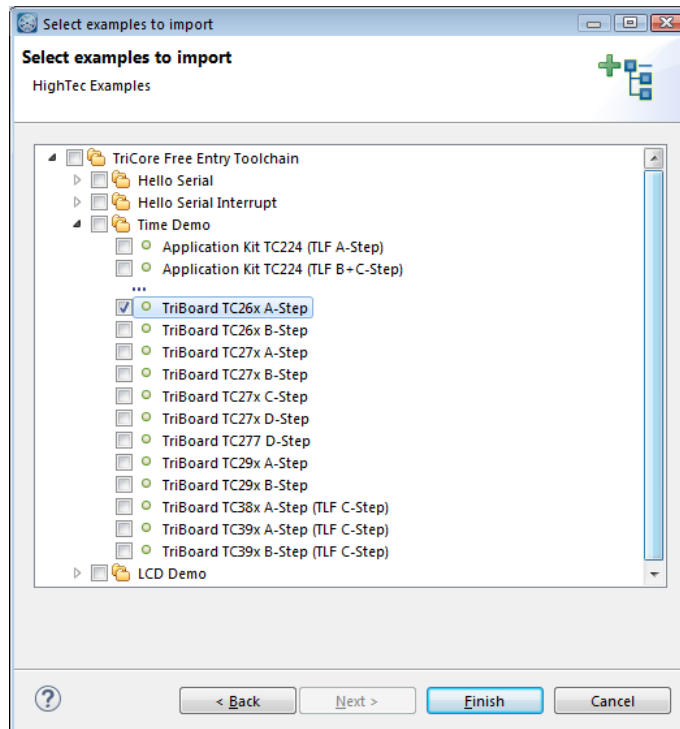 Select examples to import
Select examples to import
HighTec Examples
TriCore Free Entry Toolchain
Hello Serial
Hello Serial Interrupt
Time Demo
Application Kit TC224 (TLF A-Step)
Application Kit TC224 (TLF B+C-Step)
...
TriBoard TC26x A-Step
TriBoard TC26x B-Step
TriBoard TC27x A-Step
TriBoard TC27x B-Step
TriBoard TC27x C-Step
TriBoard TC27x D-Step
TriBoard TC277 D-Step
TriBoard TC29x A-Step
TriBoard TC29x B-Step
TriBoard TC38x A-Step (TLF C-Step)
TriBoard TC39x A-Step (TLF C-Step)
TriBoard TC39x B-Step (TLF C-Step)
LCD Demo
? < Back Next > Finish Cancel